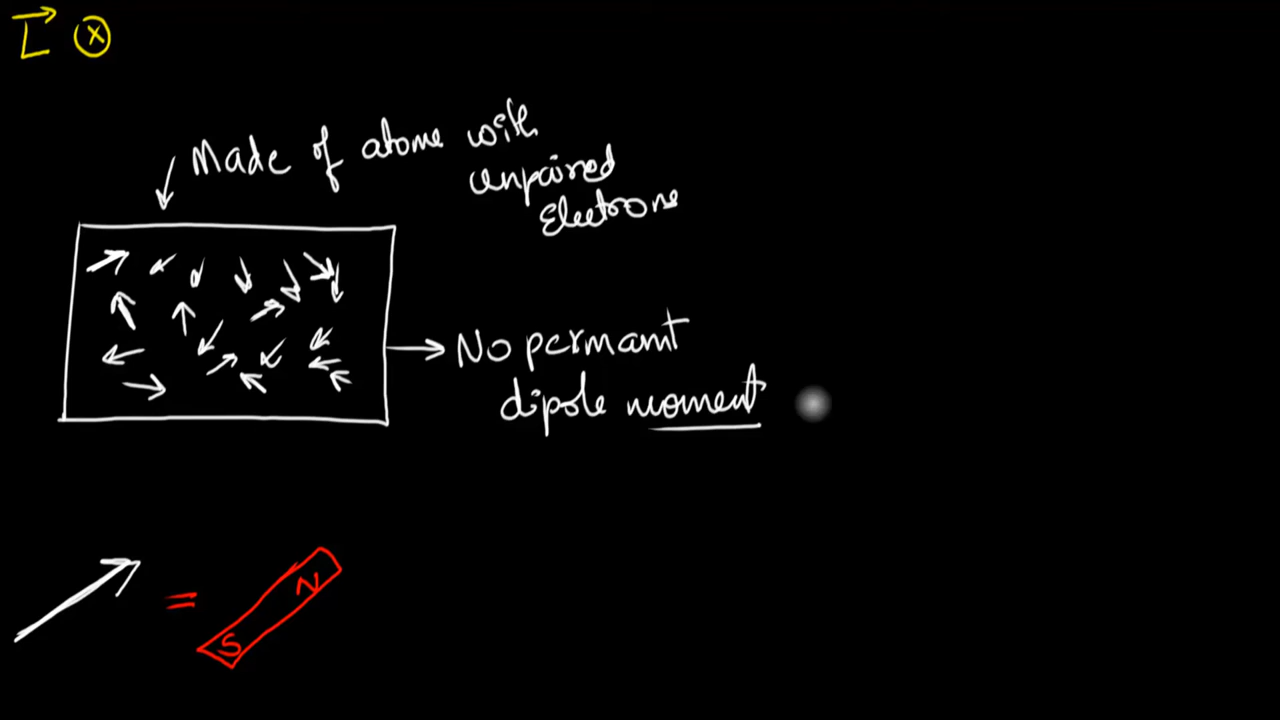 L ⊗
Made of atoms with
unpaired
Electrons
No permant
dipole moment
=
N
S